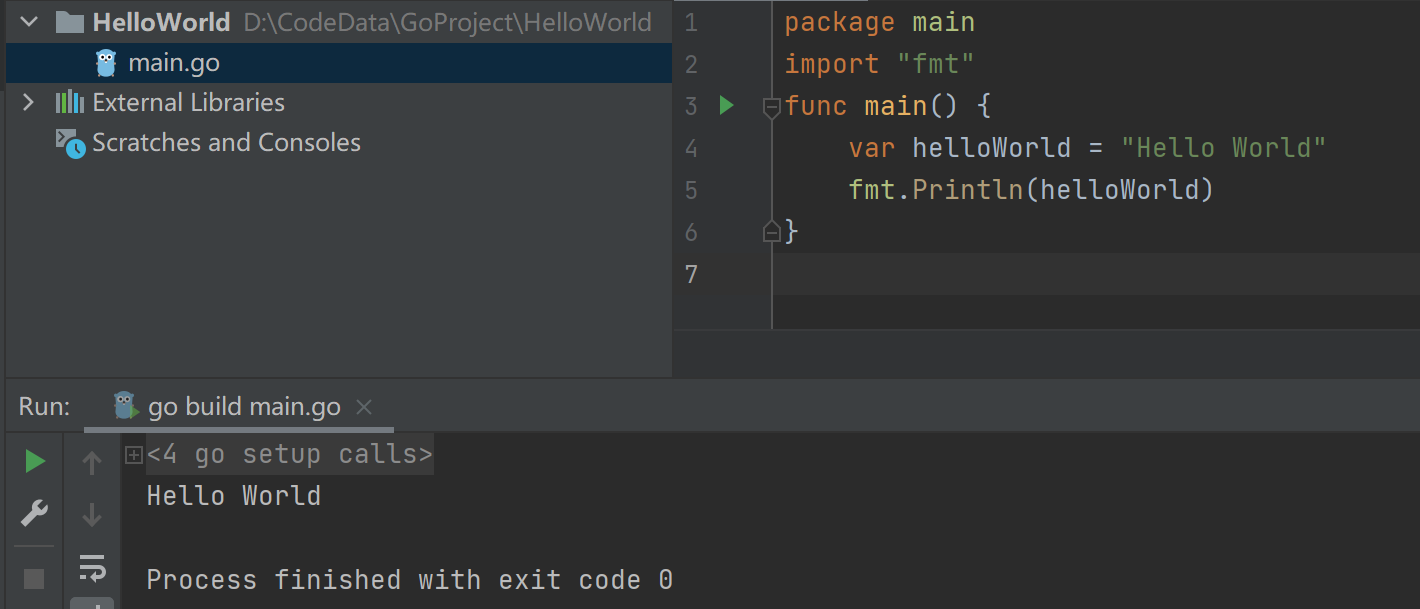 HelloWorld D:\CodeData\GoProject\HelloWorld
main.go
External Libraries
Scratches and Consoles
1 package main
2 import "fmt"
3 func main() {
4 var helloWorld = "Hello World"
5 fmt.Println(helloWorld)
6 }
7
Run: go build main.go
<4 go setup calls>
Hello World
Process finished with exit code 0